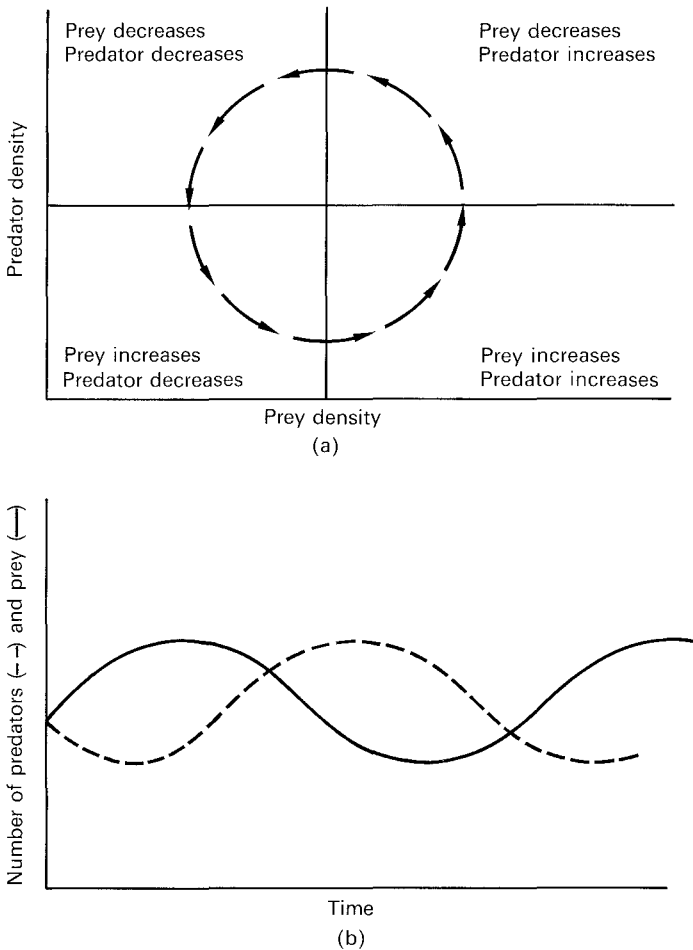 Prey decreases
Predator decreases
Prey decreases
Predator increases
Predator density
Prey increases
Predator decreases
Prey increases
Predator increases
Prey density
(a)
Number of predators (--) and prey (—)
Time
(b)